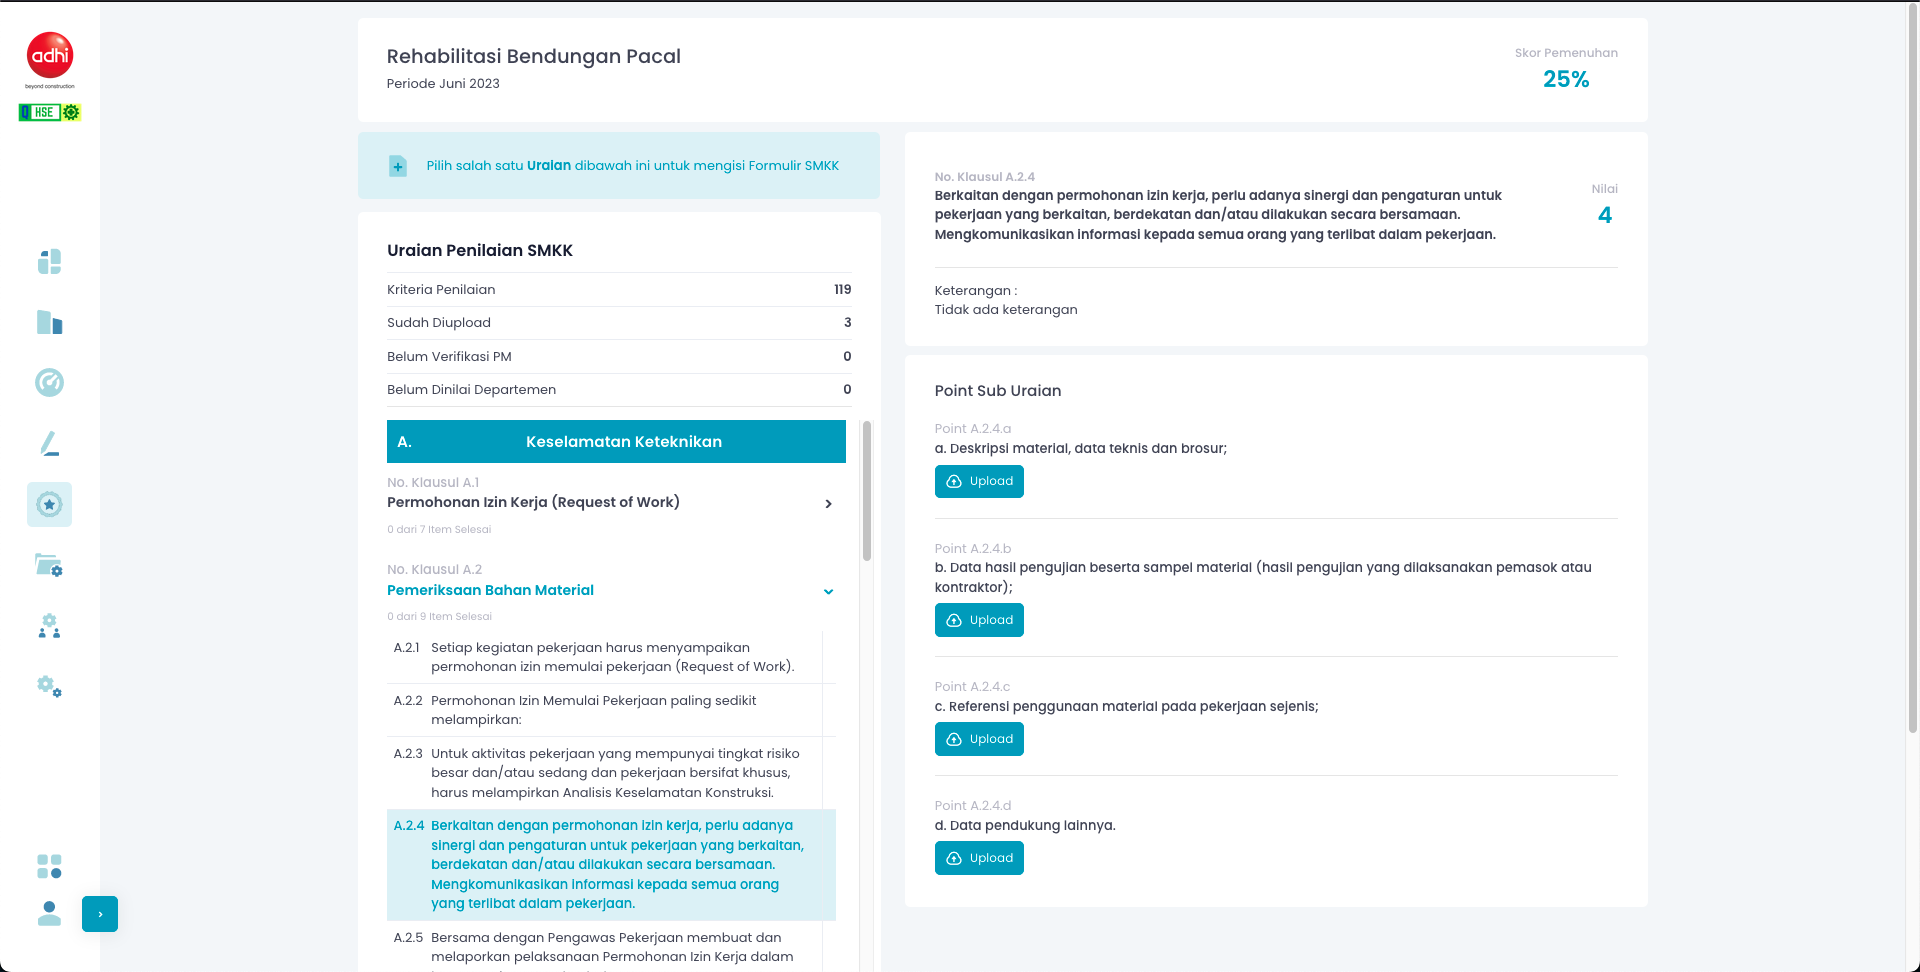 adhi
beyond construction
HSE
Rehabilitasi Bendungan Pacal
Periode Juni 2023
Skor Pemenuhan
25%
Pilih salah satu Uraian dibawah ini untuk mengisi Formulir SMKK
Uraian Penilaian SMKK
Kriteria Penilaian 119
Sudah Diupload 3
Belum Verifikasi PM 0
Belum Dinilai Departemen 0
A. Keselamatan Keteknikan
No. Klausul A.1
Permohonan Izin Kerja (Request of Work)
0 dari 7 Item Selesai
No. Klausul A.2
Pemeriksaan Bahan Material
0 dari 9 Item Selesai
A.2.1 Setiap kegiatan pekerjaan harus menyampaikan
permohonan izin memulai pekerjaan (Request of Work).
A.2.2 Permohonan Izin Memulai Pekerjaan paling sedikit
melampirkan:
A.2.3 Untuk aktivitas pekerjaan yang mempunyai tingkat risiko
besar dan/atau sedang dan pekerjaan bersifat khusus,
harus melampirkan Analisis Keselamatan Konstruksi.
A.2.4 Berkaitan dengan permohonan izin kerja, perlu adanya
sinergi dan pengaturan untuk pekerjaan yang berkaitan,
berdekatan dan/atau dilakukan secara bersamaan.
Mengkomunikasikan informasi kepada semua orang
yang terlibat dalam pekerjaan.
A.2.5 Bersama dengan Pengawas Pekerjaan membuat dan
melaporkan pelaksanaan Permohonan Izin Kerja dalam
No. Klausul A.2.4
Berkaitan dengan permohonan izin kerja, perlu adanya sinergi dan pengaturan untuk
pekerjaan yang berkaitan, berdekatan dan/atau dilakukan secara bersamaan.
Mengkomunikasikan informasi kepada semua orang yang terlibat dalam pekerjaan.
Nilai
4
Keterangan :
Tidak ada keterangan
Point Sub Uraian
Point A.2.4.a
a. Deskripsi material, data teknis dan brosur;
Upload
Point A.2.4.b
b. Data hasil pengujian beserta sampel material (hasil pengujian yang dilaksanakan pemasok atau
kontraktor);
Upload
Point A.2.4.c
c. Referensi penggunaan material pada pekerjaan sejenis;
Upload
Point A.2.4.d
d. Data pendukung lainnya.
Upload